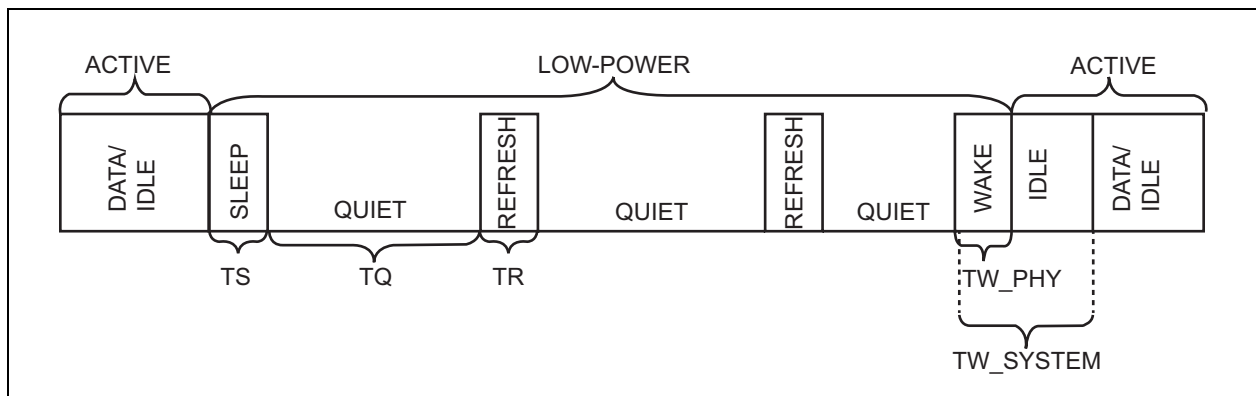 ACTIVE
LOW-POWER
ACTIVE
DATA/
IDLE
SLEEP
QUIET
REFRESH
QUIET
REFRESH
QUIET
WAKE
IDLE
DATA/
IDLE
TS
TQ
TR
TW_PHY
TW_SYSTEM